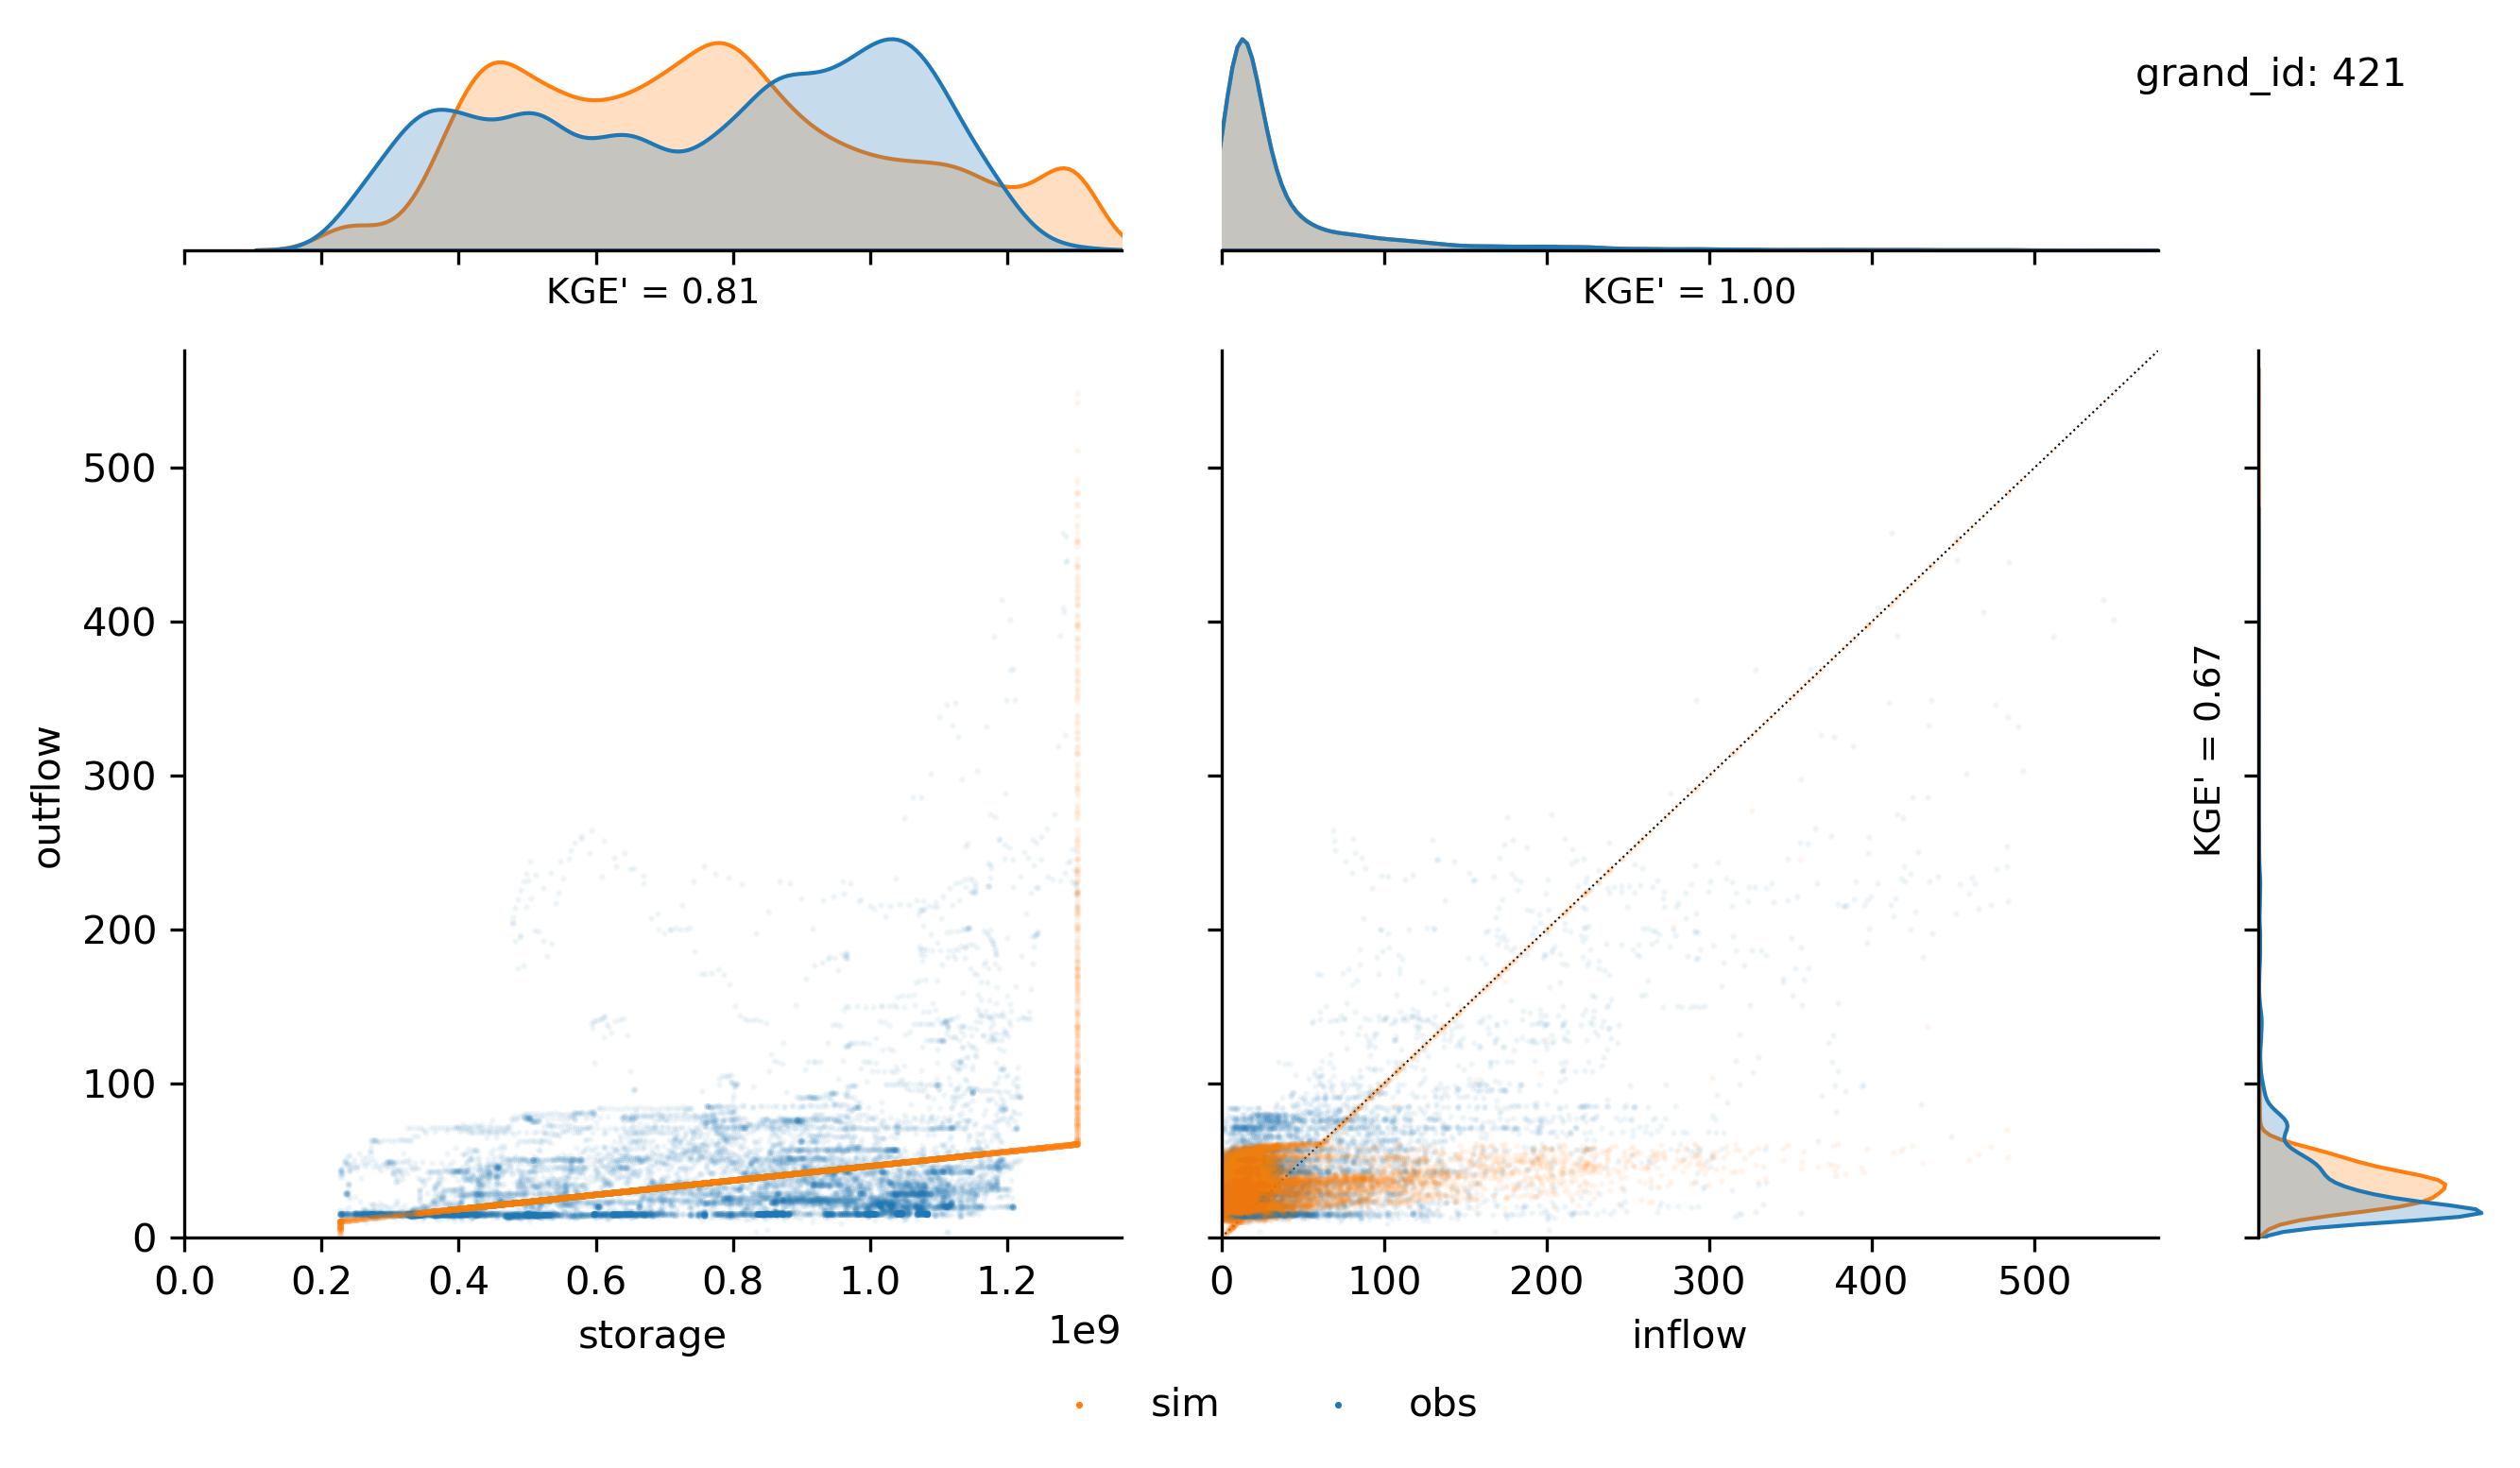 grand_id: 421
KGE' = 0.81
KGE' = 1.00
500
400
300
200
100
0
outflow
KGE' = 0.67
0.0 0.2 0.4 0.6 0.8 1.0 1.2
1e9
storage
0 100 200 300 400 500
inflow
sim obs